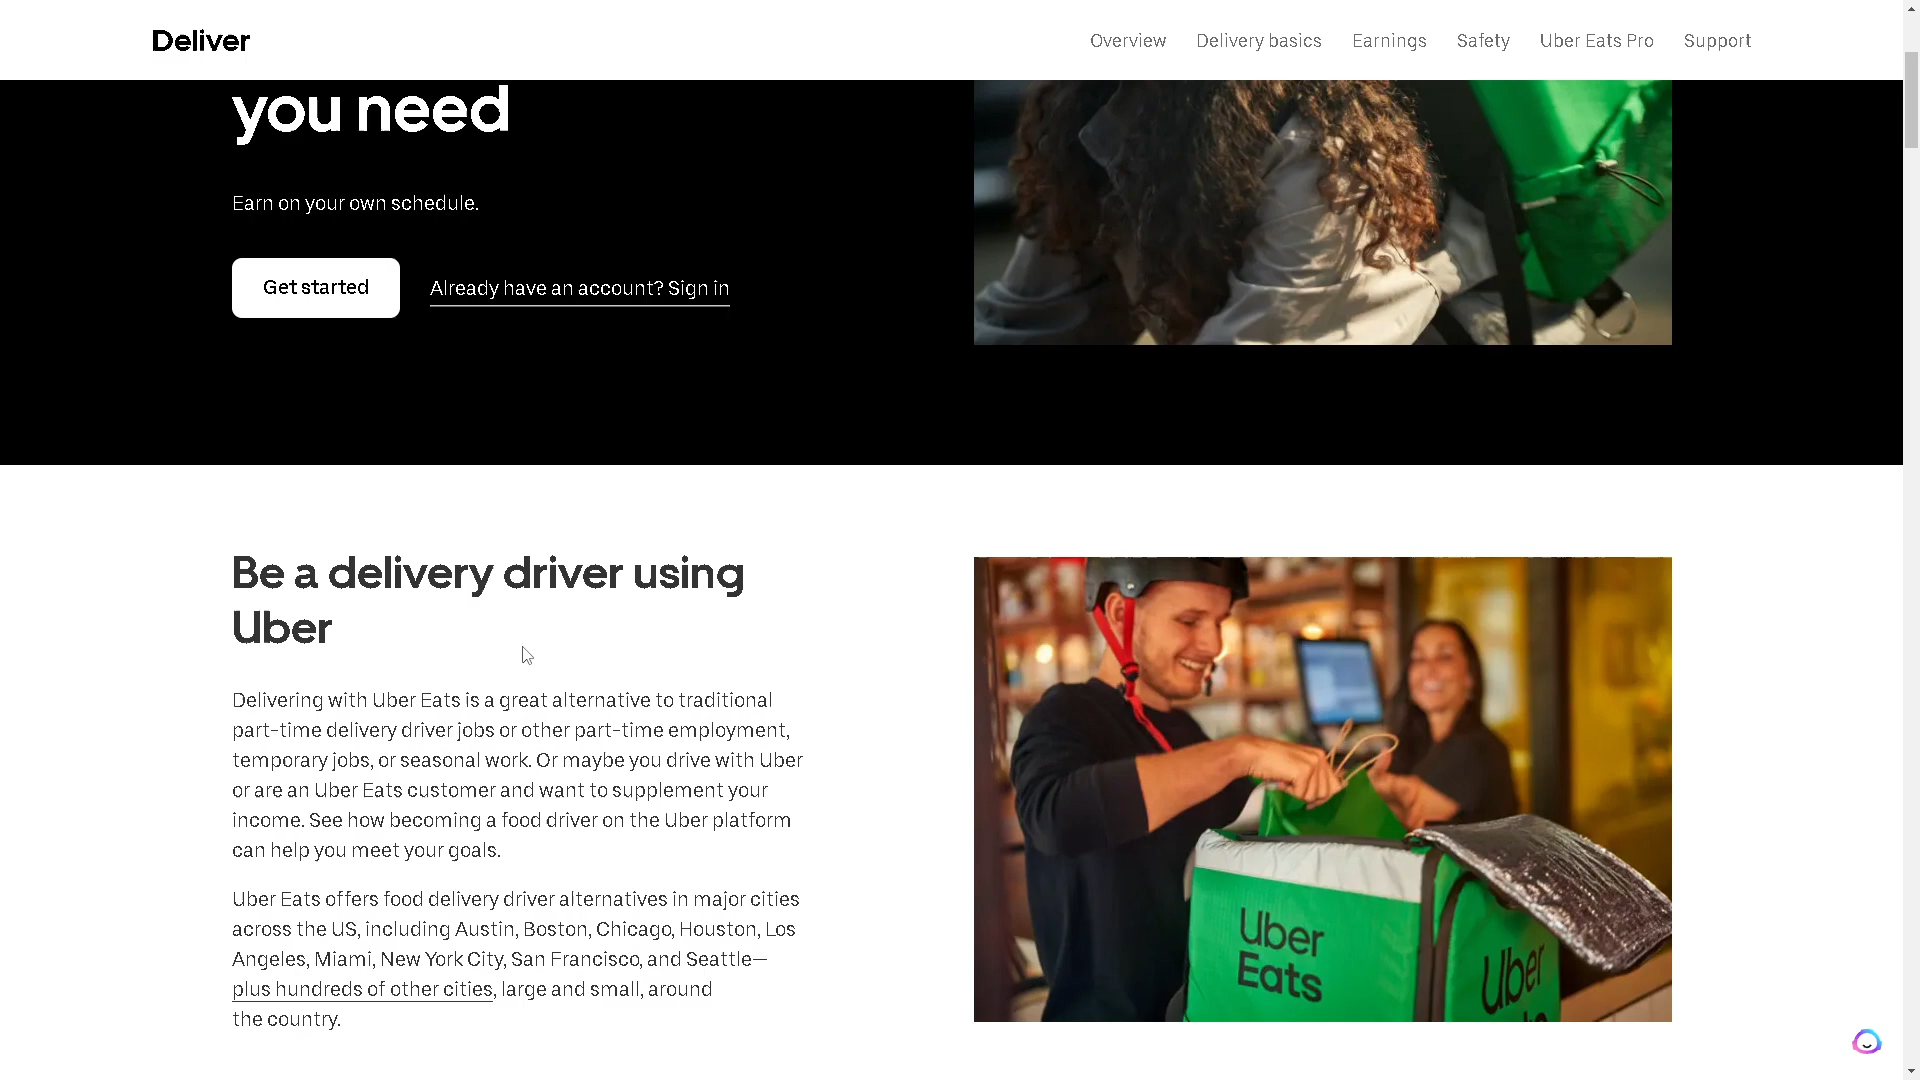 Deliver
Overview
Delivery basics
Earnings
Safety
Uber Eats Pro
Support
you need
Earn on your own schedule.
Get started
Already have an account? Sign in
Be a delivery driver using
Uber
Delivering with Uber Eats is a great alternative to traditional
part-time delivery driver jobs or other part-time employment,
temporary jobs, or seasonal work. Or maybe you drive with Uber
or are an Uber Eats customer and want to supplement your
income. See how becoming a food driver on the Uber platform
can help you meet your goals.
Uber Eats offers food delivery driver alternatives in major cities
across the US, including Austin, Boston, Chicago, Houston, Los
Angeles, Miami, New York City, San Francisco, and Seattle—
plus hundreds of other cities, large and small, around
the country.
Uber
Eats
Uber